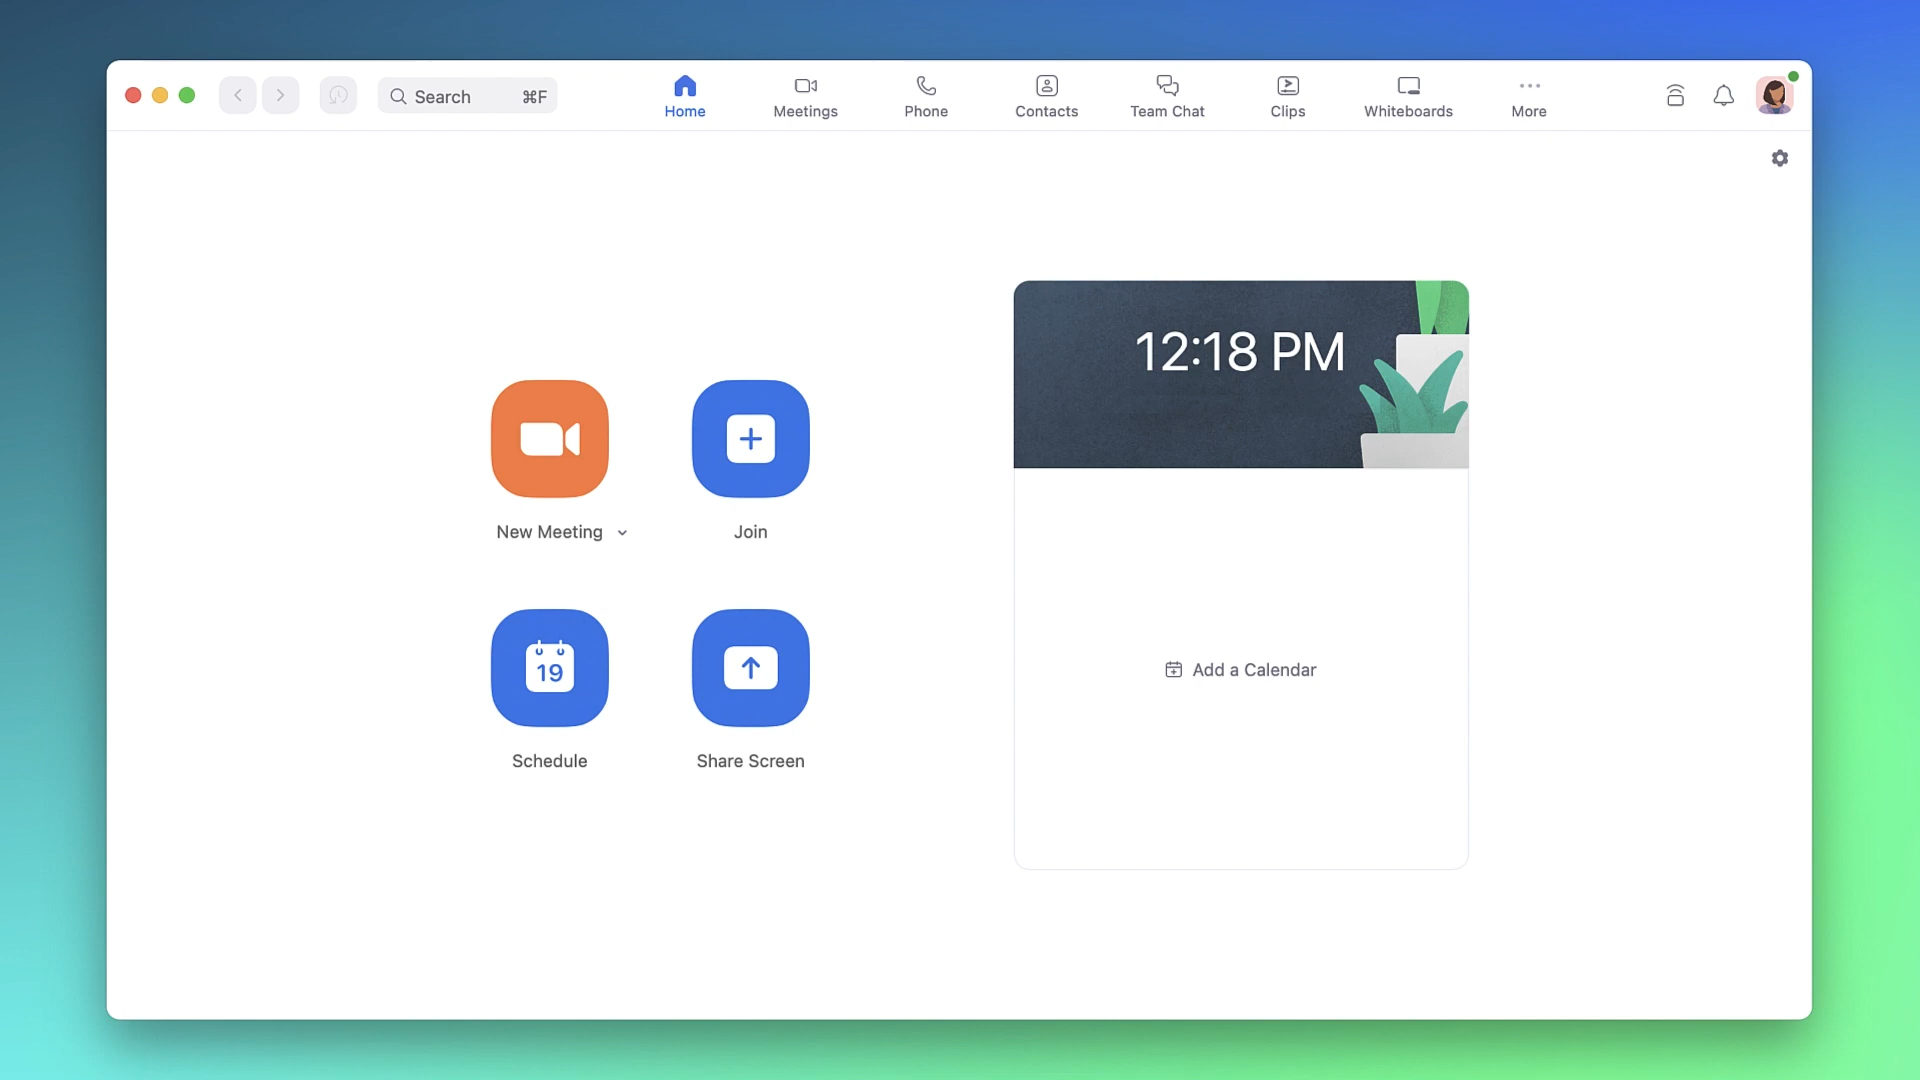 Search ⌘F
Home
Meetings
Phone
Contacts
Team Chat
Clips
Whiteboards
More
12:18 PM
New Meeting
Join
19
Schedule
Share Screen
Add a Calendar